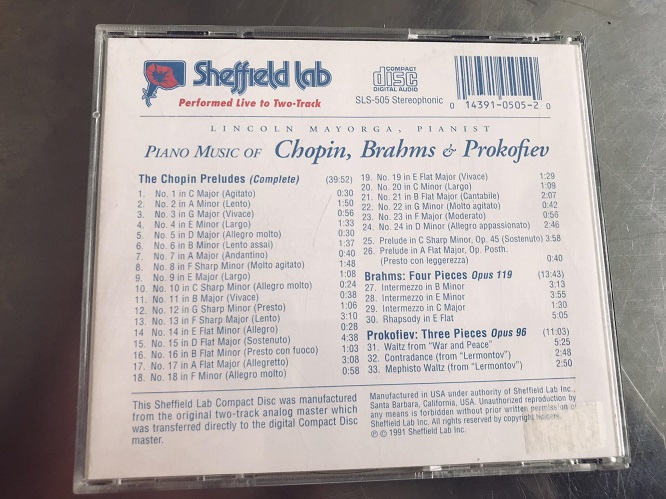 Sheffield Lab
Performed Live to Two-Track
COMPACT
disc
DIGITAL AUDIO
SLS-505 Stereophonic
0 14391-0505-2 0
LINCOLN MAYORGA, PIANIST
PIANO MUSIC OF Chopin, Brahms & Prokofiev
The Chopin Preludes (Complete) (39:52)
1. No. 1 in C Major (Agitato) 0:30
2. No. 2 in A Minor (Lento) 1:50
3. No. 3 in G Major (Vivace) 0:56
4. No. 4 in E Minor (Largo) 1:33
5. No. 5 in D Major (Allegro molto) 0:30
6. No. 6 in B Minor (Lento assai) 1:37
7. No. 7 in A Major (Andantino) 0:40
8. No. 8 in F Sharp Minor (Molto agitato) 1:48
9. No. 9 in E Major (Largo) 1:08
10. No. 10 in C Sharp Minor (Allegro molto) 0:24
11. No. 11 in B Major (Vivace) 0:38
12. No. 12 in G Sharp Minor (Presto) 1:06
13. No. 13 in F Sharp Major (Lento) 3:10
14. No. 14 in E Flat Minor (Allegro) 0:28
15. No. 15 in D Flat Major (Sostenuto) 4:38
16. No. 16 in B Flat Minor (Presto con fuoco) 1:03
17. No. 17 in A Flat Major (Allegretto) 3:08
18. No. 18 in F Minor (Allegro molto) 0:58
19. No. 19 in E Flat Major (Vivace) 1:29
20. No. 20 in C Minor (Largo) 1:09
21. No. 21 in B Flat Major (Cantabile) 2:07
22. No. 22 in G Minor (Molto agitato) 0:42
23. No. 23 in F Major (Moderato) 0:56
24. No. 24 in D Minor (Allegro appassionato) 2:46
25. Prelude in C Sharp Minor, Op. 45 (Sostenuto) 3:58
26. Prelude in A Flat Major, Op. Posth.
(Presto con leggerezza) 0:40
Brahms: Four Pieces Opus 119 (13:43)
27. Intermezzo in B Minor 3:13
28. Intermezzo in E Minor 3:55
29. Intermezzo in C Major 1:30
30. Rhapsody in E Flat 5:05
Prokofiev: Three Pieces Opus 96 (11:03)
31. Waltz from "War and Peace" 5:25
32. Contradance (from "Lermontov") 2:48
33. Mephisto Waltz (from "Lermontov") 2:50
This Sheffield Lab Compact Disc was manufactured
from the original two-track analog master which
was transferred directly to the digital Compact Disc
master.
Manufactured in USA under authority of Sheffield Lab Inc.,
Santa Barbara, California, USA. Unauthorized reproduction by
any means is forbidden without prior written permission of
Sheffield Lab Inc. All rights reserved by copyright holders.
℗ © 1991 Sheffield Lab Inc.